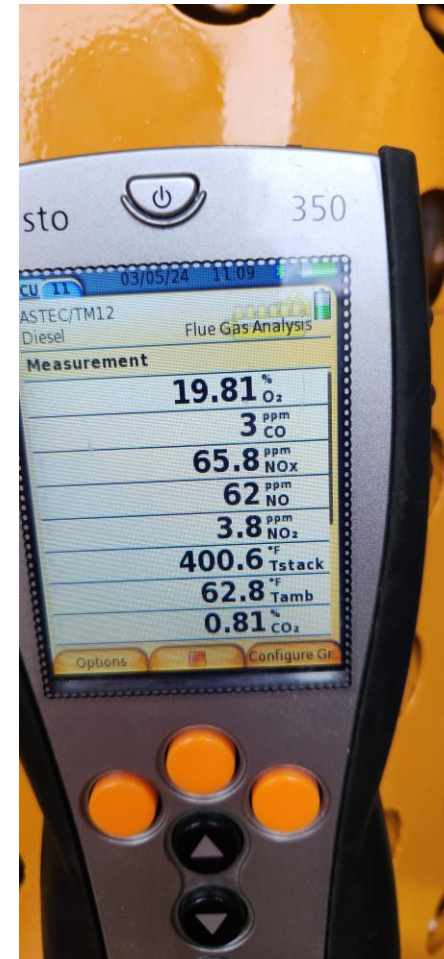 sto 350
CU 11 03/05/24 11:09
ASTEC/TM12
Diesel Flue Gas Analysis
Measurement
19.81 % O₂
3 ppm CO
65.8 ppm NOx
62 ppm NO
3.8 ppm NO₂
400.6 °F Tstack
62.8 °F Tamb
0.81 % CO₂
Options Configure Gr..